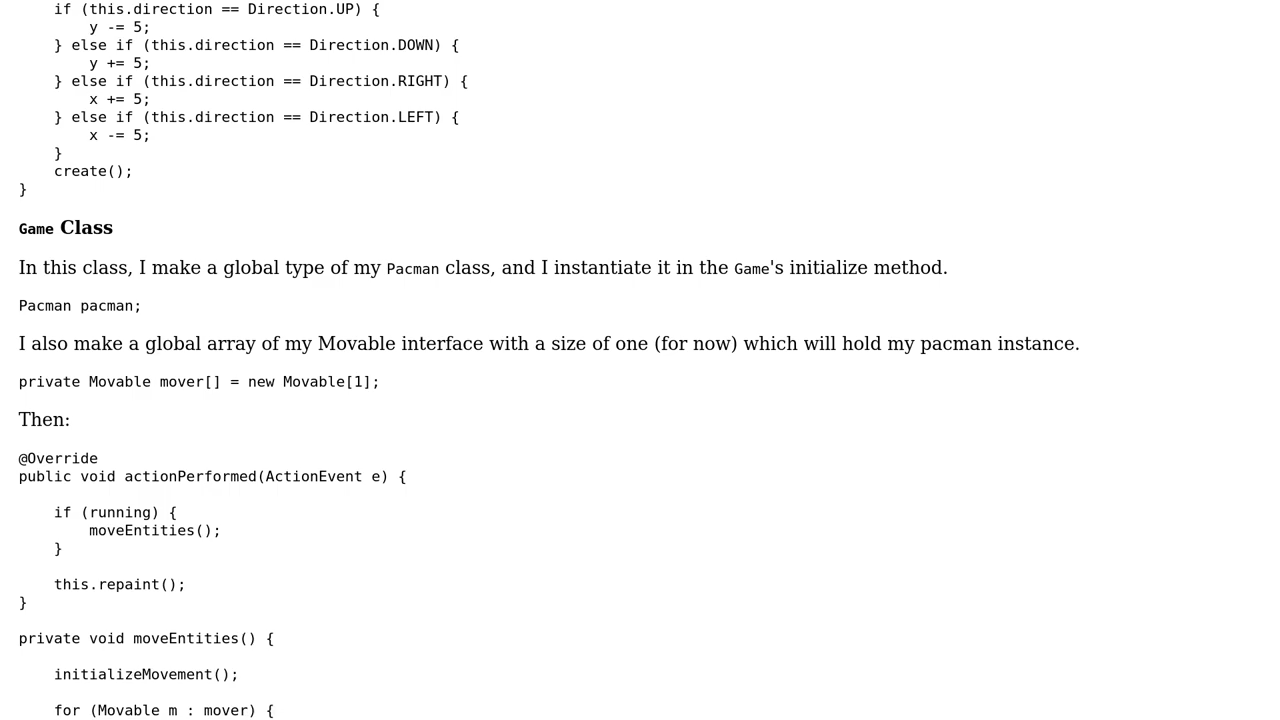 if (this.direction == Direction.UP) {
        y -= 5;
    } else if (this.direction == Direction.DOWN) {
        y += 5;
    } else if (this.direction == Direction.RIGHT) {
        x += 5;
    } else if (this.direction == Direction.LEFT) {
        x -= 5;
    }
    create();
}
Game Class
In this class, I make a global type of my Pacman class, and I instantiate it in the Game's initialize method.
Pacman pacman;
I also make a global array of my Movable interface with a size of one (for now) which will hold my pacman instance.
private Movable mover[] = new Movable[1];
Then:
@Override
public void actionPerformed(ActionEvent e) {
    if (running) {
        moveEntities();
    }
    this.repaint();
}
private void moveEntities() {
    initializeMovement();
    for (Movable m : mover) {